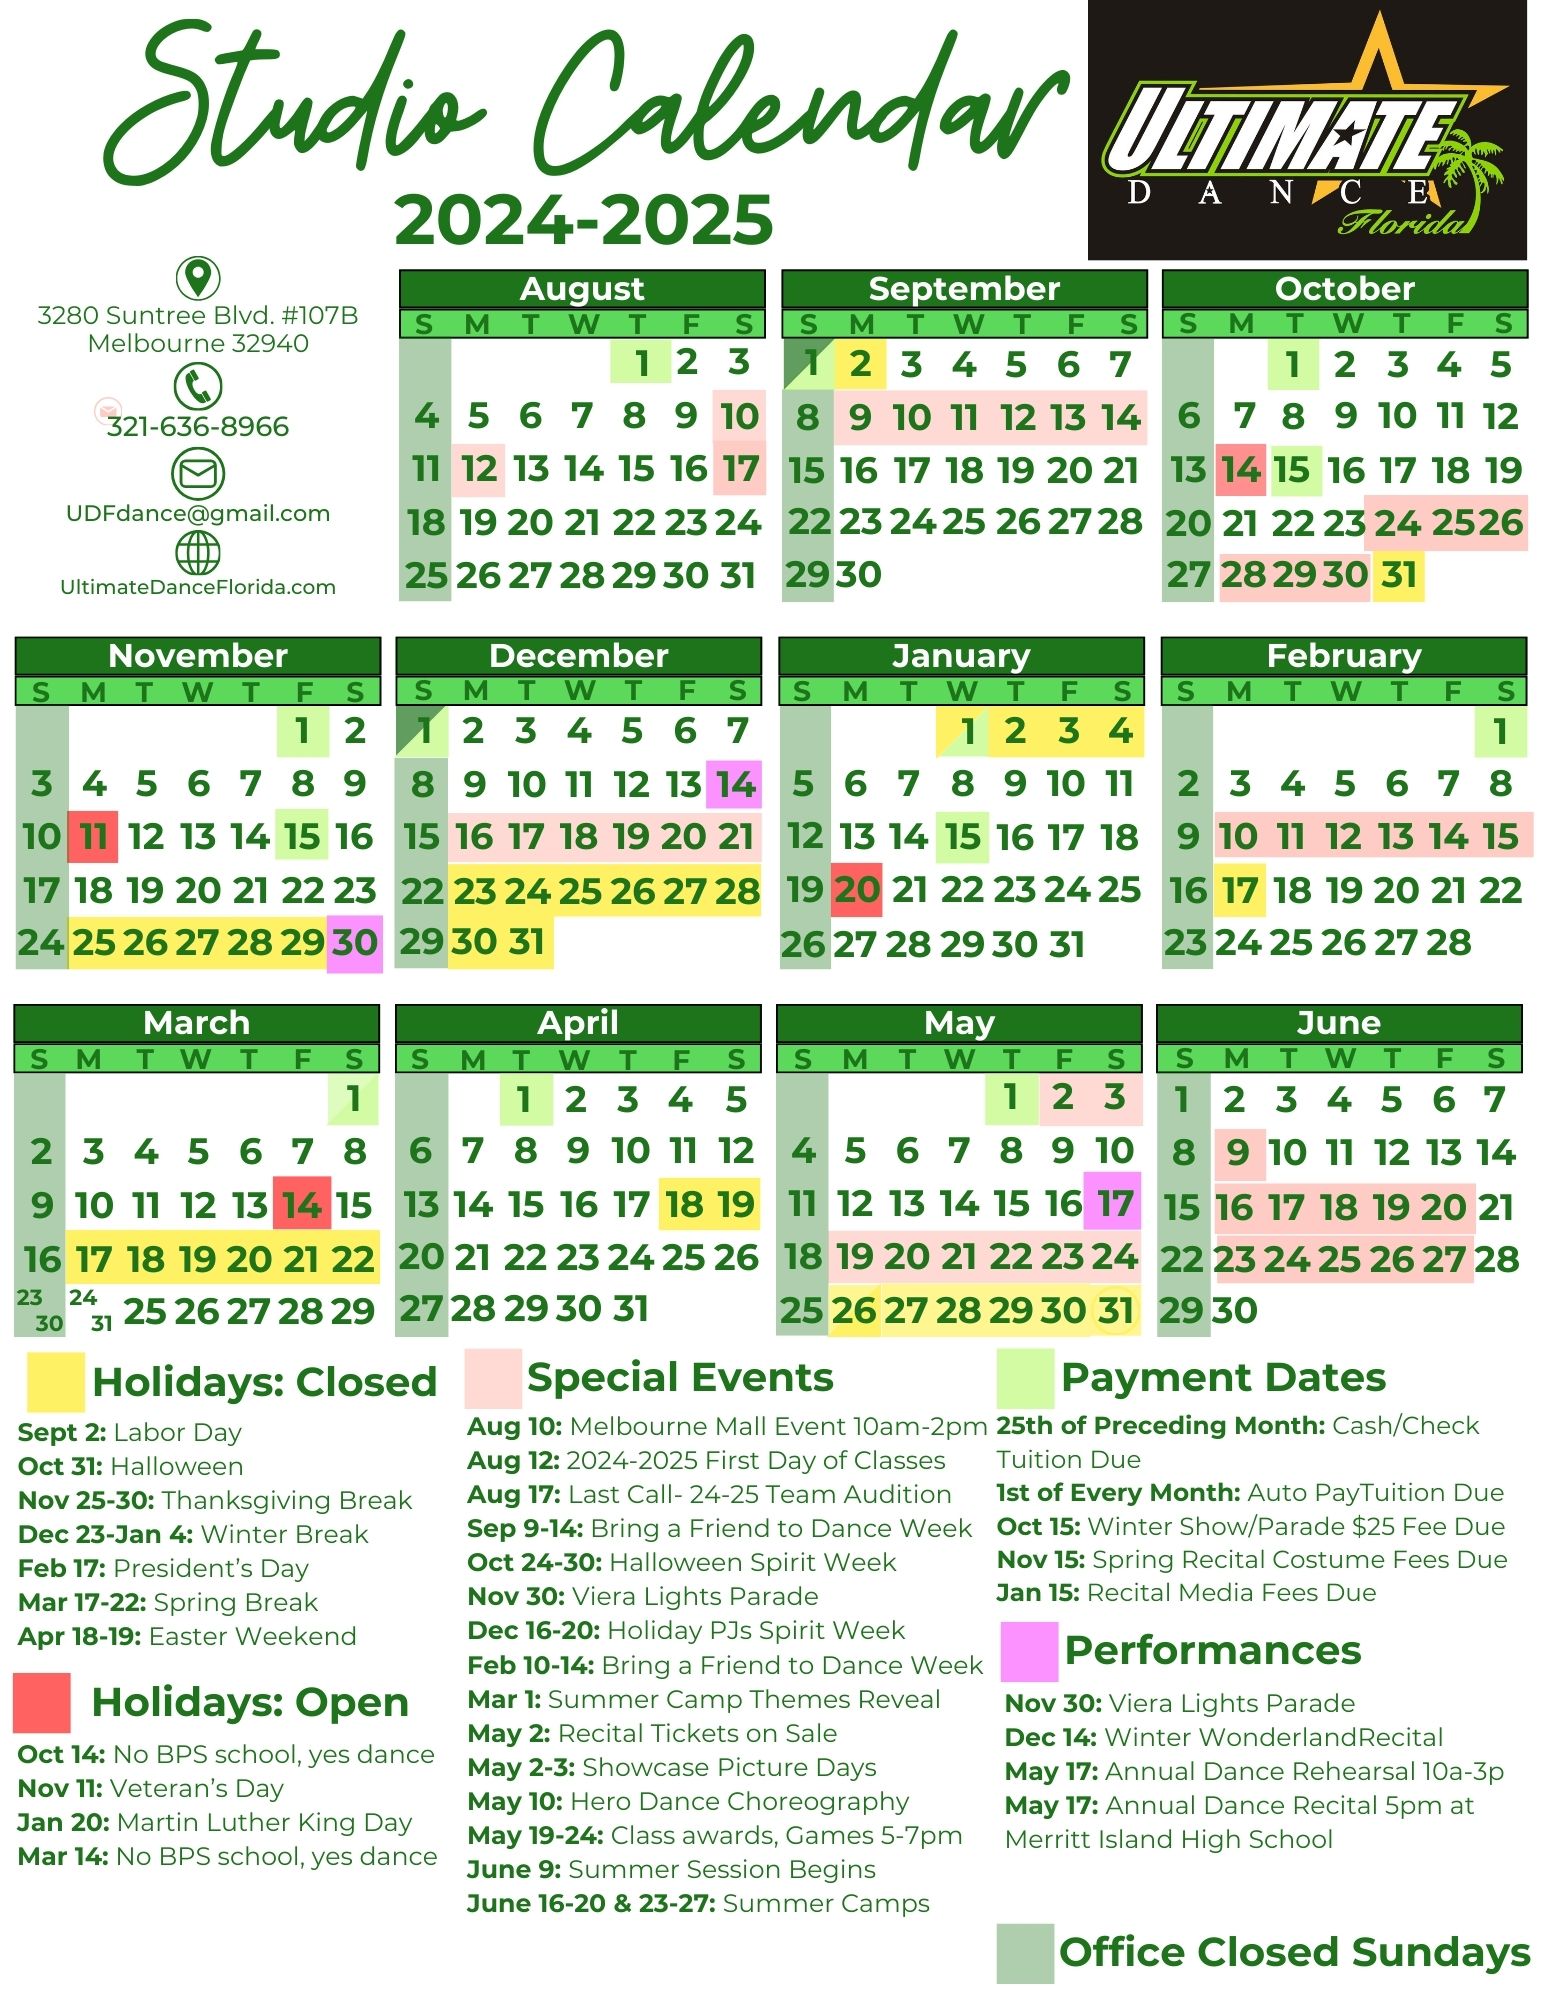 Studio Calendar
2024-2025
ULTIMATE
DANCE
Florida
3280 Suntree Blvd. #107B
Melbourne 32940
321-636-8966
UDFdance@gmail.com
UltimateDanceFlorida.com
August
S M T W T F S
1 2 3
4 5 6 7 8 9 10
11 12 13 14 15 16 17
18 19 20 21 22 23 24
25 26 27 28 29 30 31
September
S M T W T F S
1 2 3 4 5 6 7
8 9 10 11 12 13 14
15 16 17 18 19 20 21
22 23 24 25 26 27 28
29 30
October
S M T W T F S
1 2 3 4 5
6 7 8 9 10 11 12
13 14 15 16 17 18 19
20 21 22 23 24 25 26
27 28 29 30 31
November
S M T W T F S
1 2
3 4 5 6 7 8 9
10 11 12 13 14 15 16
17 18 19 20 21 22 23
24 25 26 27 28 29 30
December
S M T W T F S
1 2 3 4 5 6 7
8 9 10 11 12 13 14
15 16 17 18 19 20 21
22 23 24 25 26 27 28
29 30 31
January
S M T W T F S
1 2 3 4
5 6 7 8 9 10 11
12 13 14 15 16 17 18
19 20 21 22 23 24 25
26 27 28 29 30 31
February
S M T W T F S
1
2 3 4 5 6 7 8
9 10 11 12 13 14 15
16 17 18 19 20 21 22
23 24 25 26 27 28
March
S M T W T F S
1
2 3 4 5 6 7 8
9 10 11 12 13 14 15
16 17 18 19 20 21 22
23 30 24 31 25 26 27 28 29
April
S M T W T F S
1 2 3 4 5
6 7 8 9 10 11 12
13 14 15 16 17 18 19
20 21 22 23 24 25 26
27 28 29 30 31
May
S M T W T F S
1 2 3
4 5 6 7 8 9 10
11 12 13 14 15 16 17
18 19 20 21 22 23 24
25 26 27 28 29 30 31
June
S M T W T F S
1 2 3 4 5 6 7
8 9 10 11 12 13 14
15 16 17 18 19 20 21
22 23 24 25 26 27 28
29 30
Holidays: Closed
Sept 2: Labor Day
Oct 31: Halloween
Nov 25-30: Thanksgiving Break
Dec 23-Jan 4: Winter Break
Feb 17: President's Day
Mar 17-22: Spring Break
Apr 18-19: Easter Weekend
Holidays: Open
Oct 14: No BPS school, yes dance
Nov 11: Veteran's Day
Jan 20: Martin Luther King Day
Mar 14: No BPS school, yes dance
Special Events
Aug 10: Melbourne Mall Event 10am-2pm
Aug 12: 2024-2025 First Day of Classes
Aug 17: Last Call- 24-25 Team Audition
Sep 9-14: Bring a Friend to Dance Week
Oct 24-30: Halloween Spirit Week
Nov 30: Viera Lights Parade
Dec 16-20: Holiday PJs Spirit Week
Feb 10-14: Bring a Friend to Dance Week
Mar 1: Summer Camp Themes Reveal
May 2: Recital Tickets on Sale
May 2-3: Showcase Picture Days
May 10: Hero Dance Choreography
May 19-24: Class awards, Games 5-7pm
June 9: Summer Session Begins
June 16-20 & 23-27: Summer Camps
Payment Dates
25th of Preceding Month: Cash/Check
Tuition Due
1st of Every Month: Auto PayTuition Due
Oct 15: Winter Show/Parade $25 Fee Due
Nov 15: Spring Recital Costume Fees Due
Jan 15: Recital Media Fees Due
Performances
Nov 30: Viera Lights Parade
Dec 14: Winter WonderlandRecital
May 17: Annual Dance Rehearsal 10a-3p
May 17: Annual Dance Recital 5pm at
Merritt Island High School
Office Closed Sundays